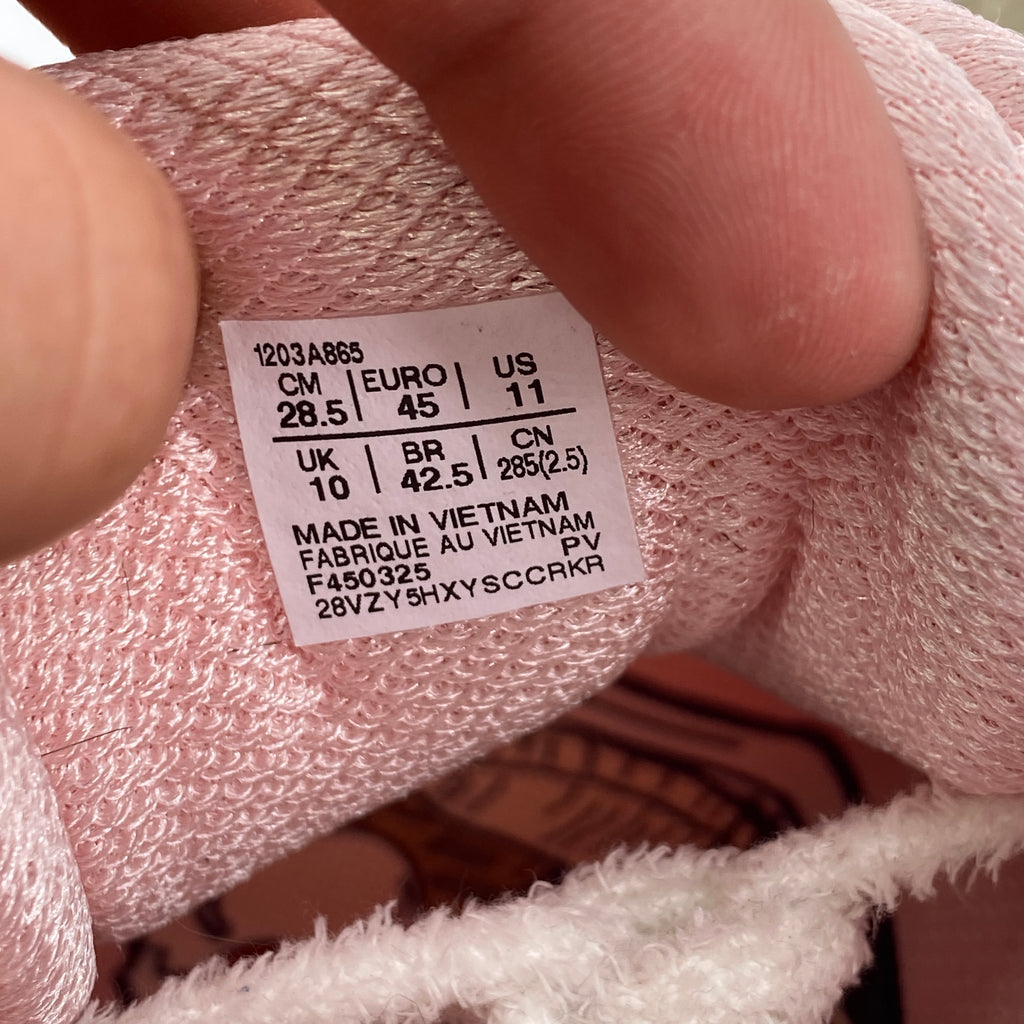 1203A865
CM | EURO | US
28.5 | 45 | 11
UK | BR | CN
10 | 42.5 | 285(2.5)
MADE IN VIETNAM
FABRIQUE AU VIETNAM
F450325 PV
28VZY5HXYSCCRKR